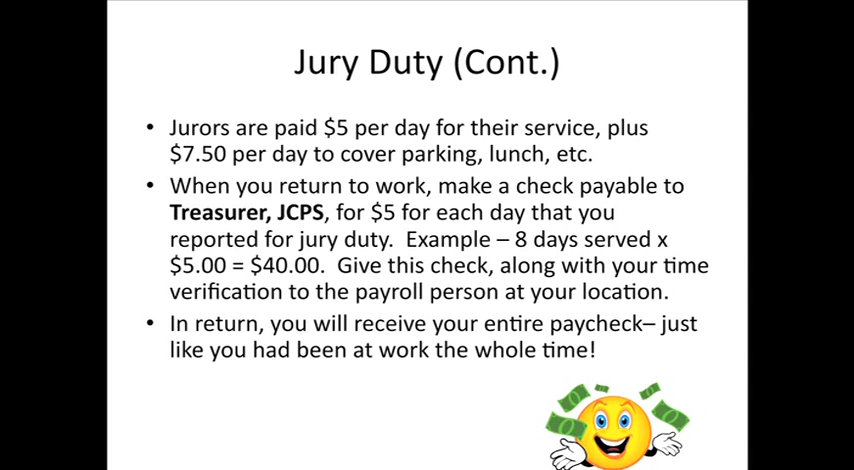 Jury Duty (Cont.)
• Jurors are paid $5 per day for their service, plus
$7.50 per day to cover parking, lunch, etc.
• When you return to work, make a check payable to
Treasurer, JCPS, for $5 for each day that you
reported for jury duty.  Example – 8 days served x
$5.00 = $40.00.  Give this check, along with your time
verification to the payroll person at your location.
• In return, you will receive your entire paycheck– just
like you had been at work the whole time!